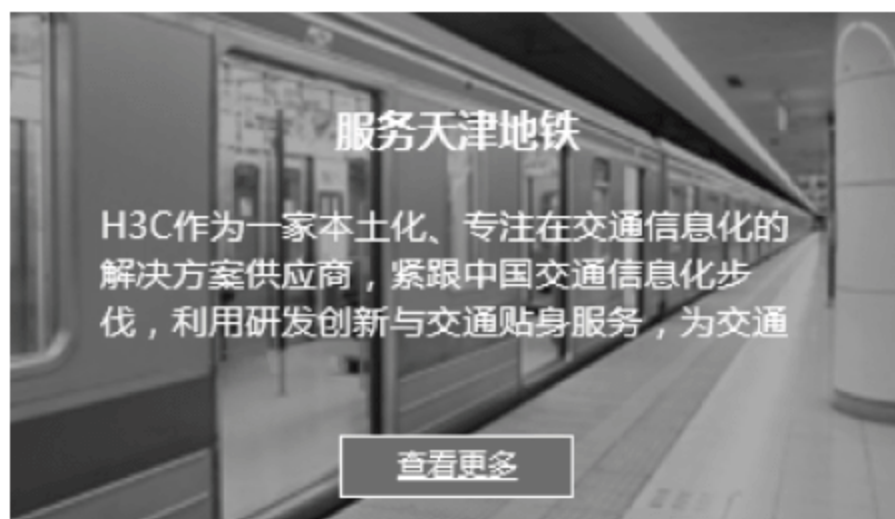 服务天津地铁
H3C作为一家本土化、专注在交通信息化的
解决方案供应商，紧跟中国交通信息化步
伐，利用研发创新与交通贴身服务，为交通
查看更多